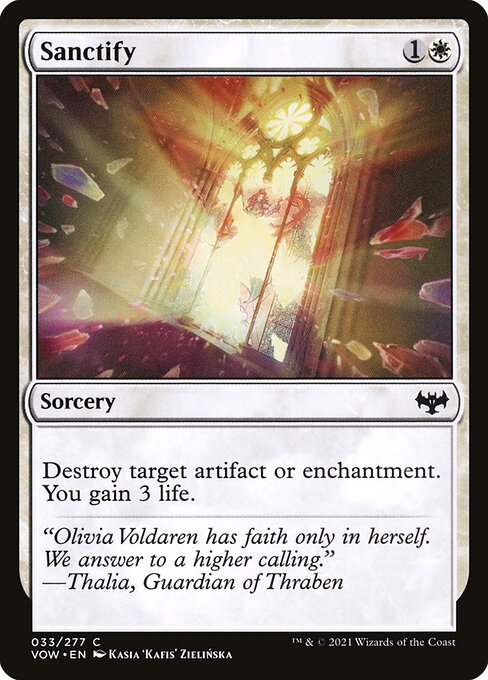 Sanctify 1
Sorcery
Destroy target artifact or enchantment.
You gain 3 life.
“Olivia Voldaren has faith only in herself.
We answer to a higher calling.”
—Thalia, Guardian of Thraben
033/277 C
™ & © 2021 Wizards of the Coast
VOW • EN Kasia ‘Kafis’ Zielińska